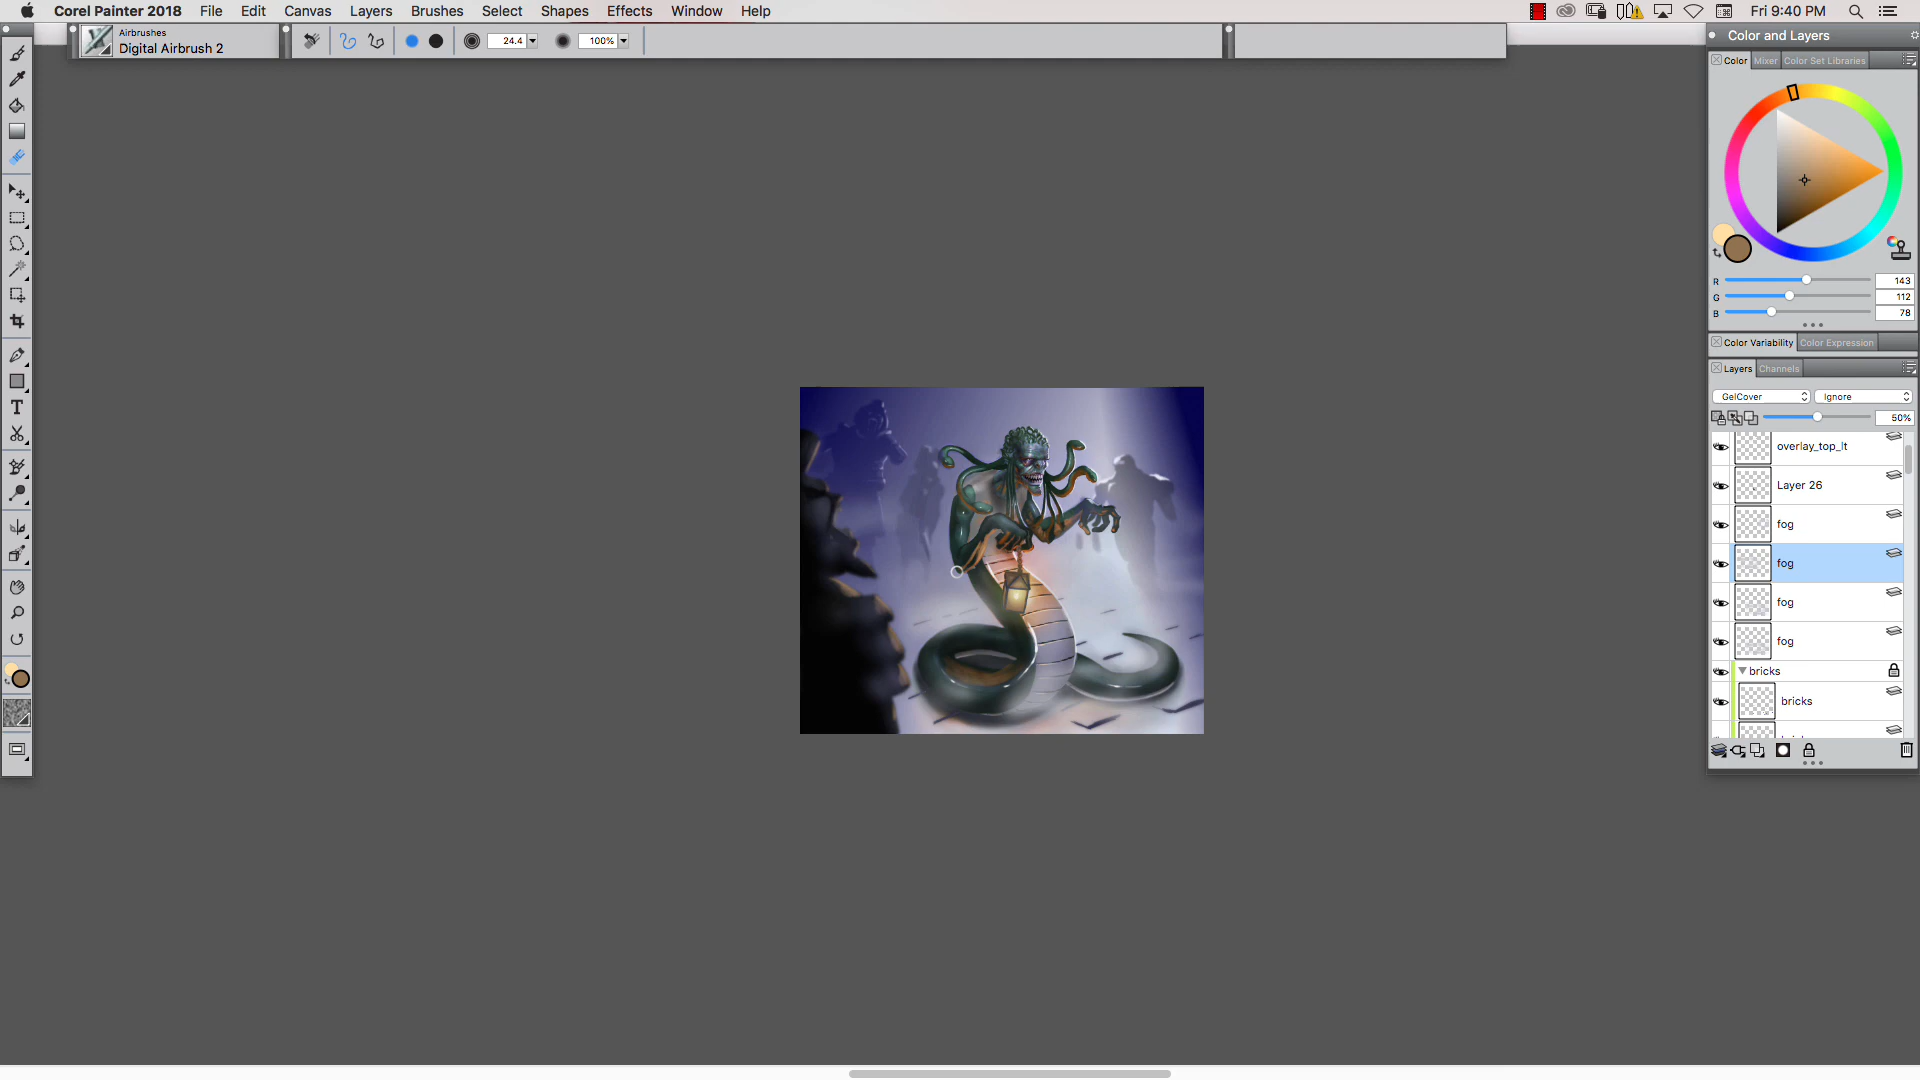 Corel Painter 2018 File Edit Canvas Layers Brushes Select Shapes Effects Window Help Fri 9:40 PM
Airbrushes
Digital Airbrush 2
24.4
100%
Color and Layers
Color Mixer Color Set Libraries
R 143
G 112
B 78
Color Variability Color Expression
Layers Channels
GelCover Ignore
50%
overlay_top_lt
Layer 26
fog
fog
fog
fog
bricks
bricks